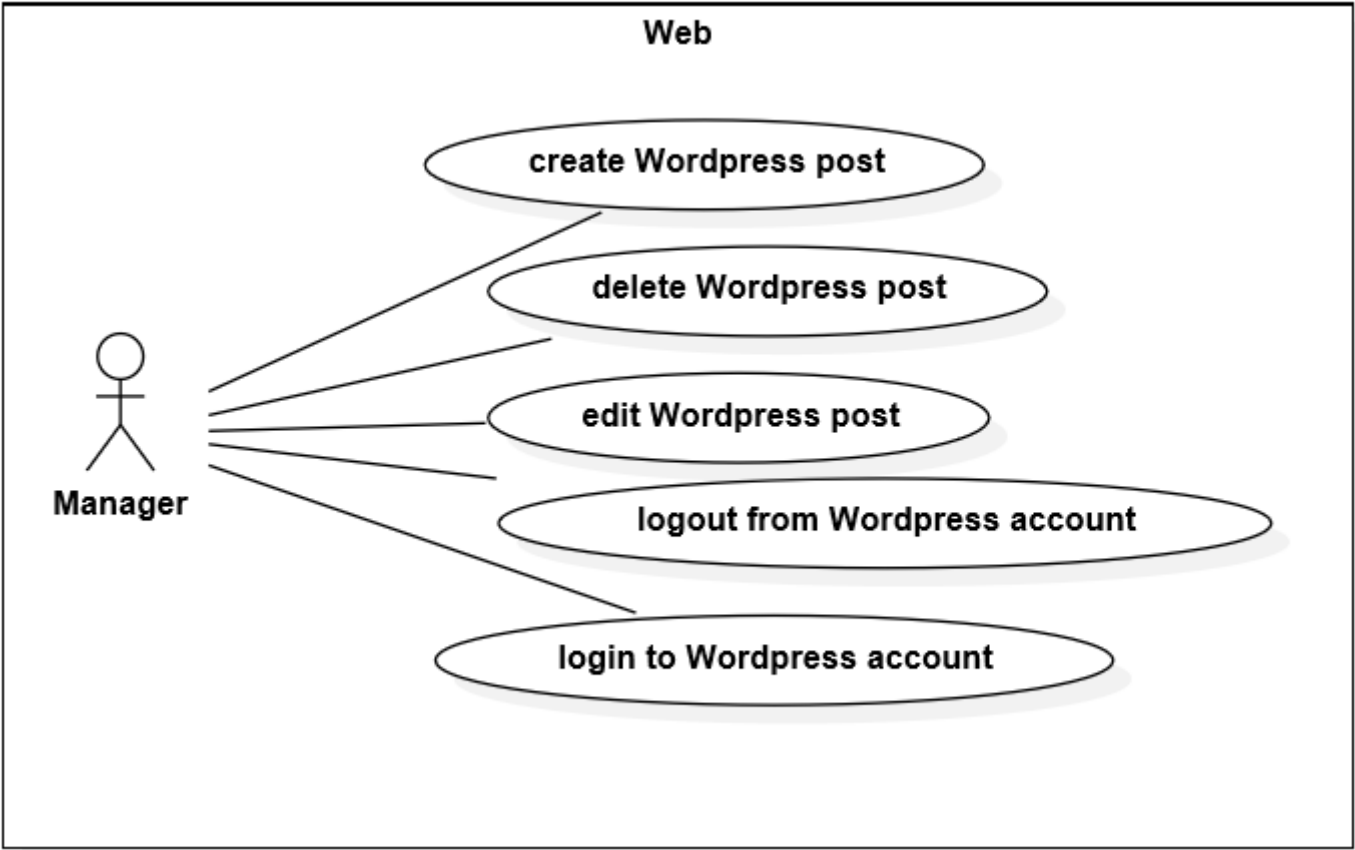 Web
create Wordpress post
delete Wordpress post
edit Wordpress post
Manager
logout from Wordpress account
login to Wordpress account